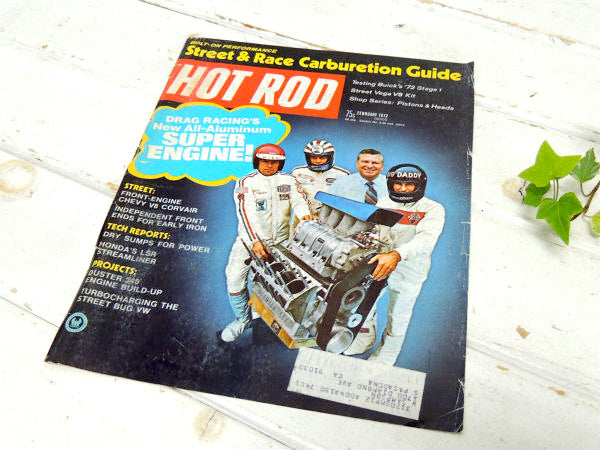 BOLT-ON PERFORMANCE
Street & Race Carburetion Guide
HOT ROD
Testing Buick's '72 Stage 1
Street Vega V8 Kit
Shop Series: Pistons & Heads
75¢ FEBRUARY 1972
DRAG RACING'S
New All-Aluminum
SUPER
ENGINE!
DADDY
STREET:
FRONT-ENGINE
CHEVY V8 CORVAIR
INDEPENDENT FRONT
ENDS FOR EARLY IRON
TECH REPORTS:
DRY SUMPS FOR POWER
HONDA'S LSR
STREAMLINER
PROJECTS:
DUSTER 340
ENGINE BUILD-UP
TURBOCHARGING THE
STREET BUG VW
PASADENA CA 91030